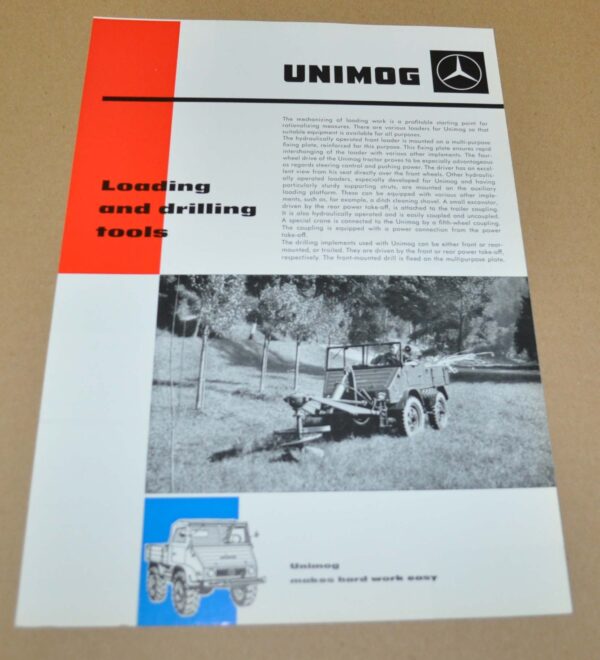 UNIMOG
The mechanizing of loading work is a profitable starting point for
rationalizing measures. There are various loaders for Unimog so that
suitable equipment is available for all purposes.
The hydraulically operated front loader is mounted on a multi-purpose
fixing plate, reinforced for this purpose. This fixing plate ensures rapid
interchanging of the loader with various other implements. The four-
wheel drive of the Unimog tractor proves to be especially advantageous
as regards steering control and pushing power. The driver has an excel-
lent view from his seat directly over the front wheels. Other hydraulic-
ally operated loaders, especially developed for Unimog and having
particularly sturdy supporting struts, are mounted on the auxiliary
loading platform. These can be equipped with various other imple-
ments, such as, for example, a ditch cleaning shovel. A small excavator,
driven by the rear power take-off, is attached to the trailer coupling.
It is also hydraulically operated and is easily coupled and uncoupled.
A special crane is connected to the Unimog by a fifth-wheel coupling.
The coupling is equipped with a power connection from the power
take-off.
The drilling implements used with Unimog can be either front or rear-
mounted, or trailed. They are driven by the front or rear power take-off,
respectively. The front-mounted drill is fixed on the multipurpose plate.
Loading
and drilling
tools
Unimog
makes hard work easy